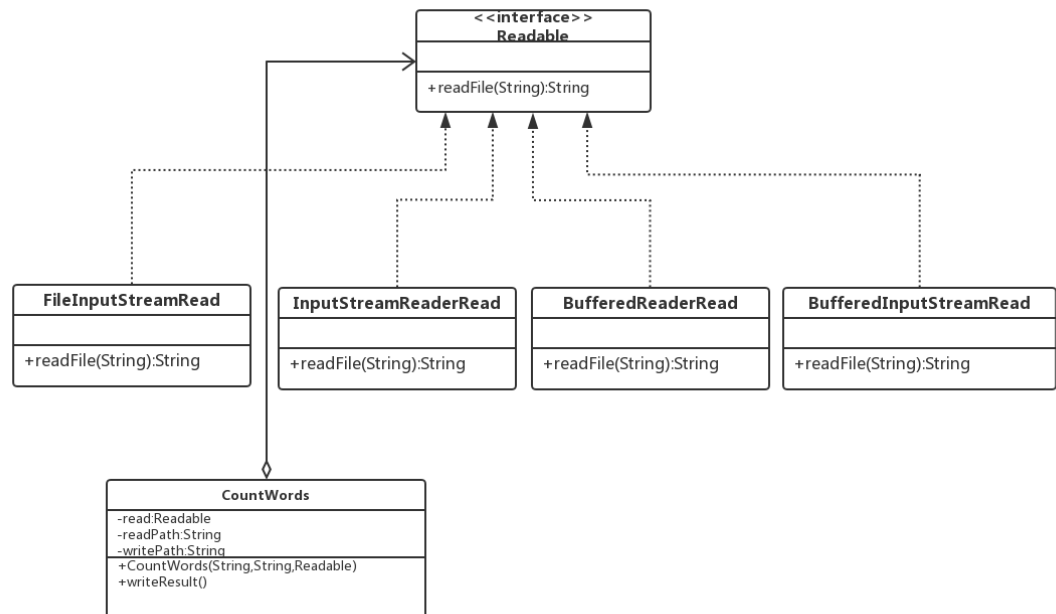 <<interface>>
Readable
+readFile(String):String
FileInputStreamRead
+readFile(String):String
InputStreamReaderRead
+readFile(String):String
BufferedReaderRead
+readFile(String):String
BufferedInputStreamRead
+readFile(String):String
CountWords
-read:Readable
-readPath:String
-writePath:String
+CountWords(String,String,Readable)
+writeResult()